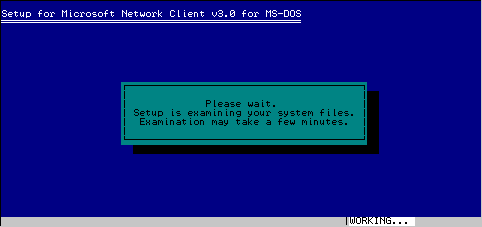 Setup for Microsoft Network Client v3.0 for MS-DOS
Please wait.
Setup is examining your system files.
Examination may take a few minutes.
WORKING...